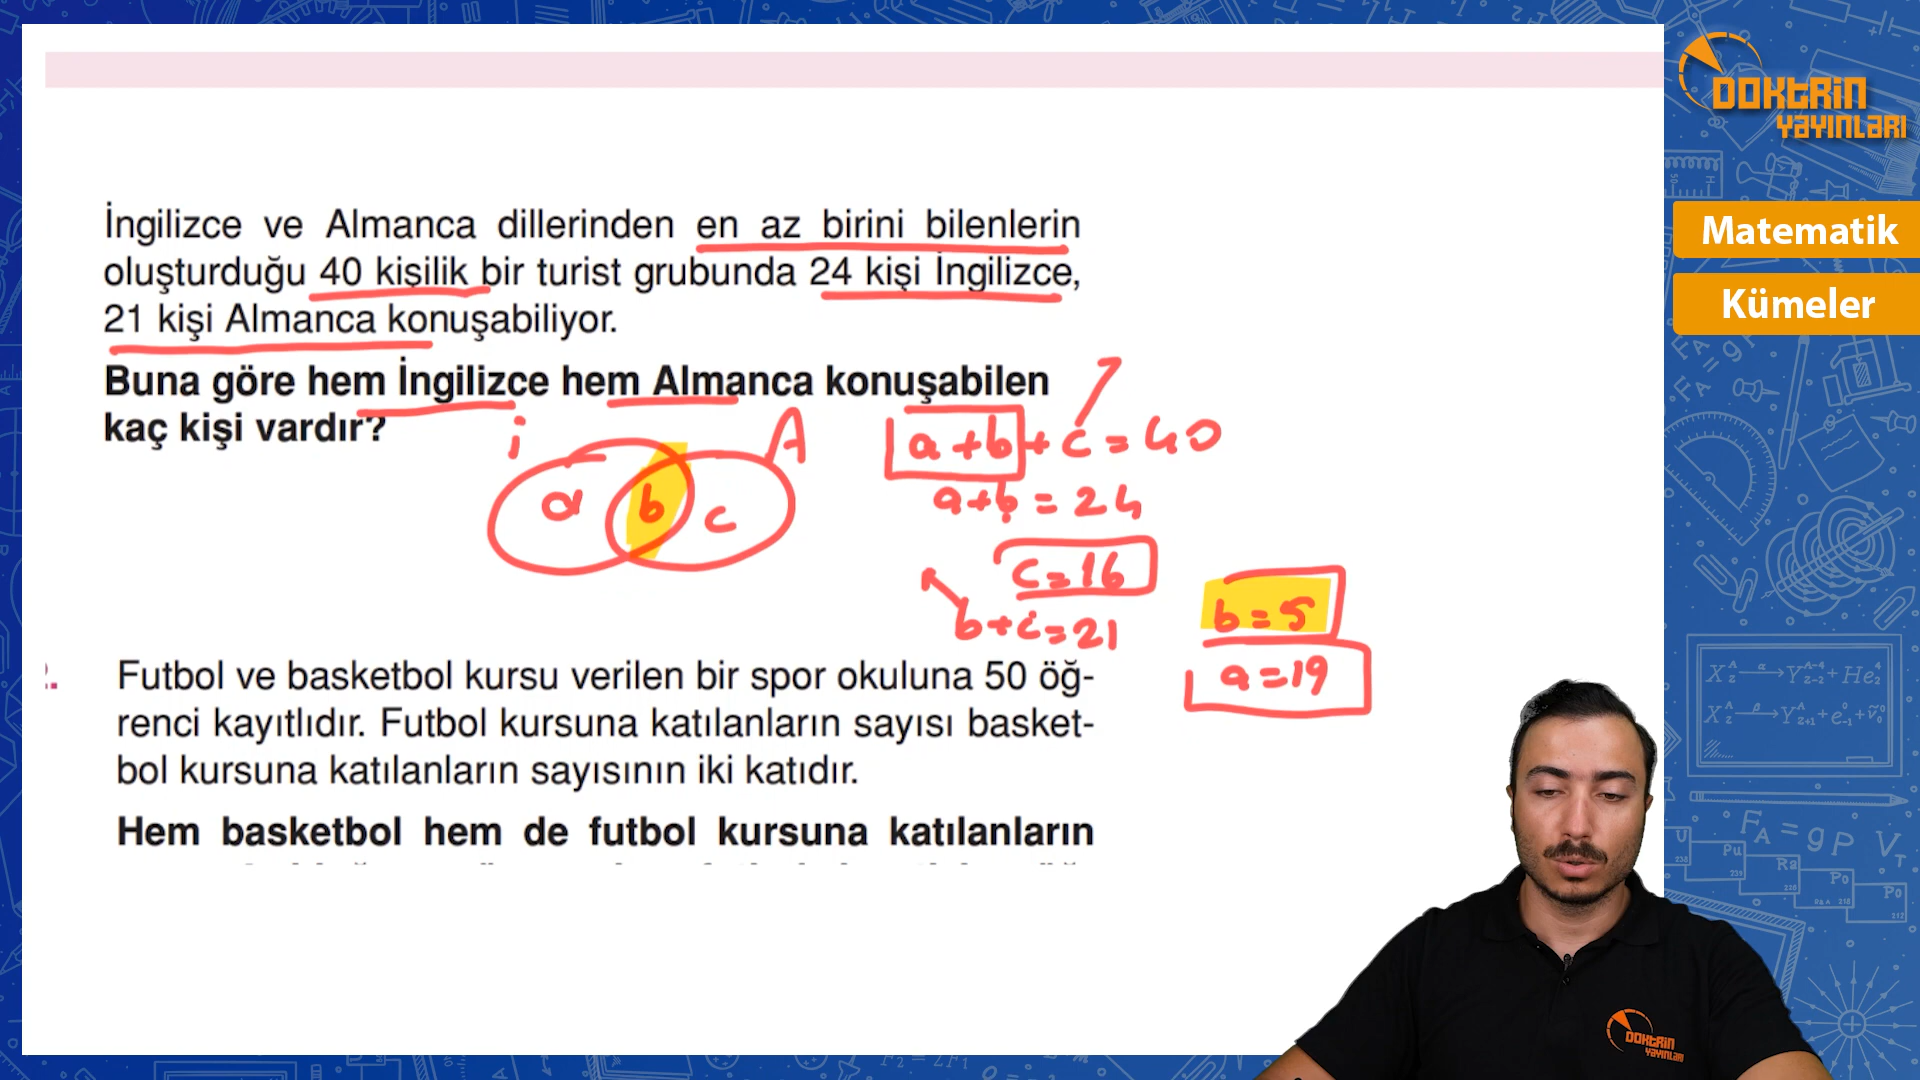 DOKTRİN
YAYINLARI
Matematik
Kümeler
İngilizce ve Almanca dillerinden en az birini bilenlerin
oluşturduğu 40 kişilik bir turist grubunda 24 kişi İngilizce,
21 kişi Almanca konuşabiliyor.
Buna göre hem İngilizce hem Almanca konuşabilen
kaç kişi vardır?
i
A
a b c
a+b+c=40
a+b=24
c=16
b+c=21
b=5
a=19
Futbol ve basketbol kursu verilen bir spor okuluna 50 öğ-
renci kayıtlıdır. Futbol kursuna katılanların sayısı basket-
bol kursuna katılanların sayısının iki katıdır.
Hem basketbol hem de futbol kursuna katılanların
DOKTRİN
YAYINLARI